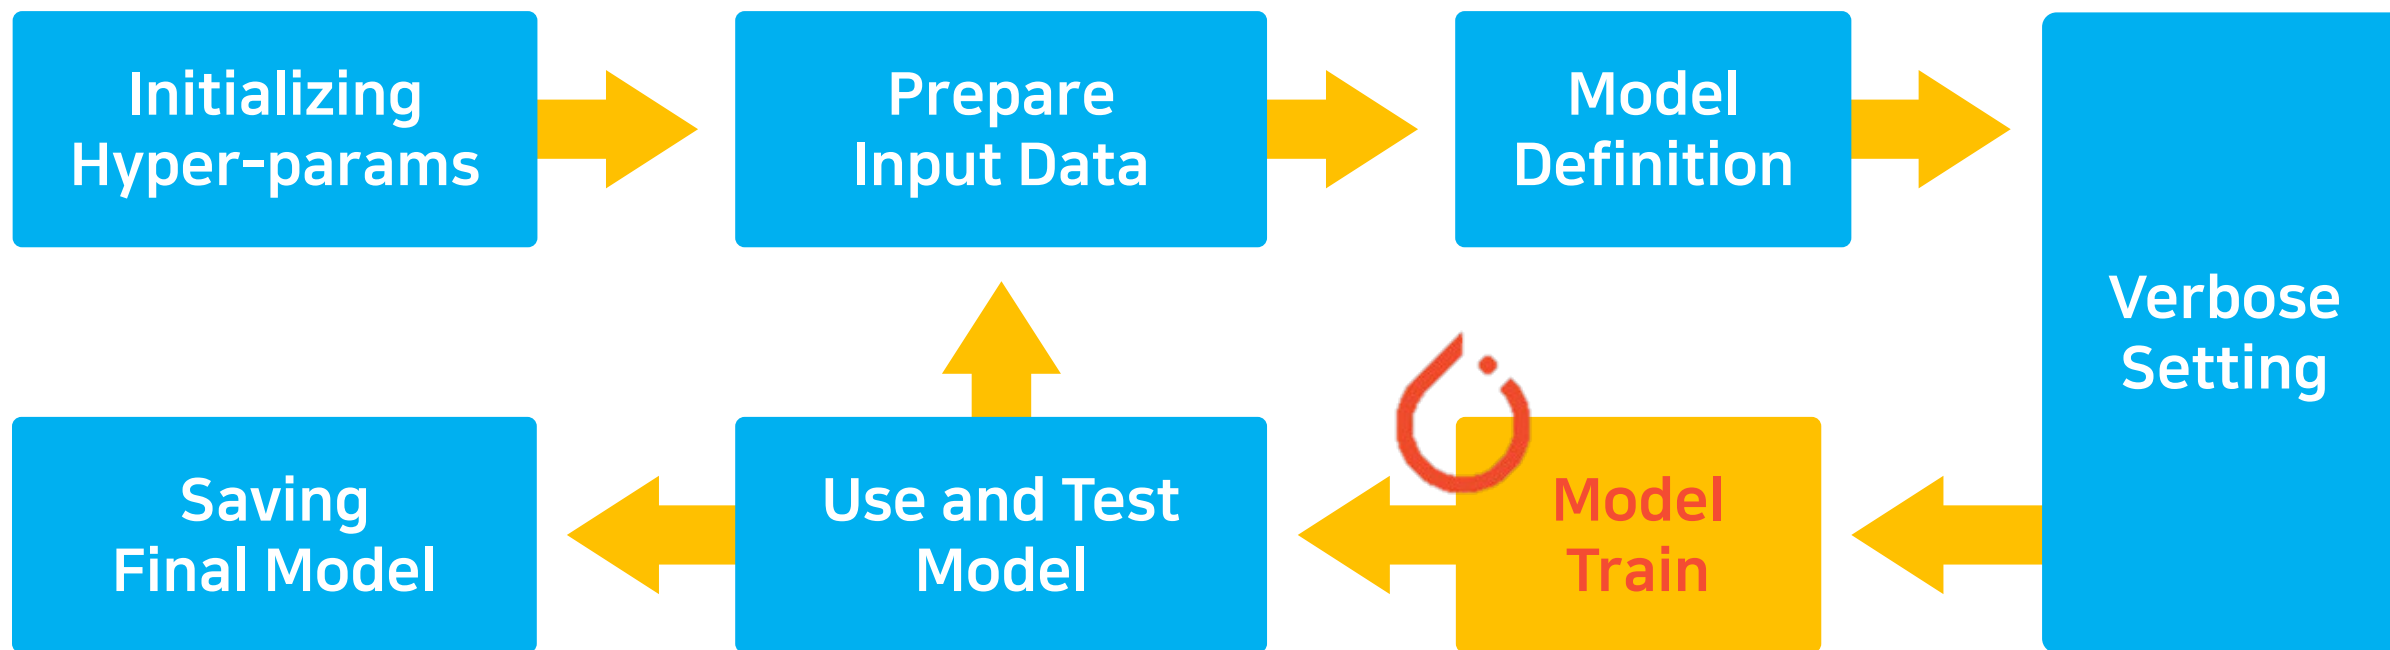 Initializing
Hyper-params
Prepare
Input Data
Model
Definition
Verbose
Setting
Saving
Final Model
Use and Test
Model
Model
Train